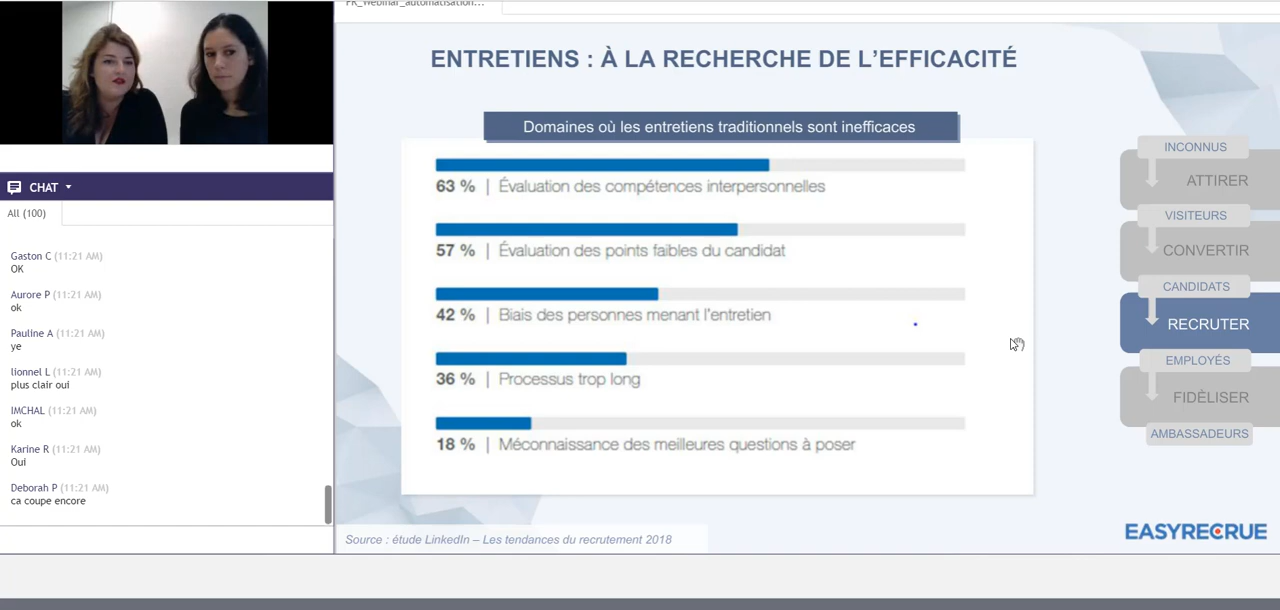 FR_Webinar_automatisation...
ENTRETIENS : À LA RECHERCHE DE L'EFFICACITÉ
Domaines où les entretiens traditionnels sont inefficaces
63 % | Évaluation des compétences interpersonnelles
57 % | Évaluation des points faibles du candidat
42 % | Biais des personnes menant l'entretien
36 % | Processus trop long
18 % | Méconnaissance des meilleures questions à poser
Source : étude LinkedIn – Les tendances du recrutement 2018
INCONNUS
ATTIRER
VISITEURS
CONVERTIR
CANDIDATS
RECRUTER
EMPLOYÉS
FIDÈLISER
AMBASSADEURS
EASYRECRUE
CHAT
All (100)
Gaston C (11:21 AM)
OK
Aurore P (11:21 AM)
ok
Pauline A (11:21 AM)
ye
lionnel L (11:21 AM)
plus clair oui
IMCHAL (11:21 AM)
ok
Karine R (11:21 AM)
Oui
Deborah P (11:21 AM)
ca coupe encore